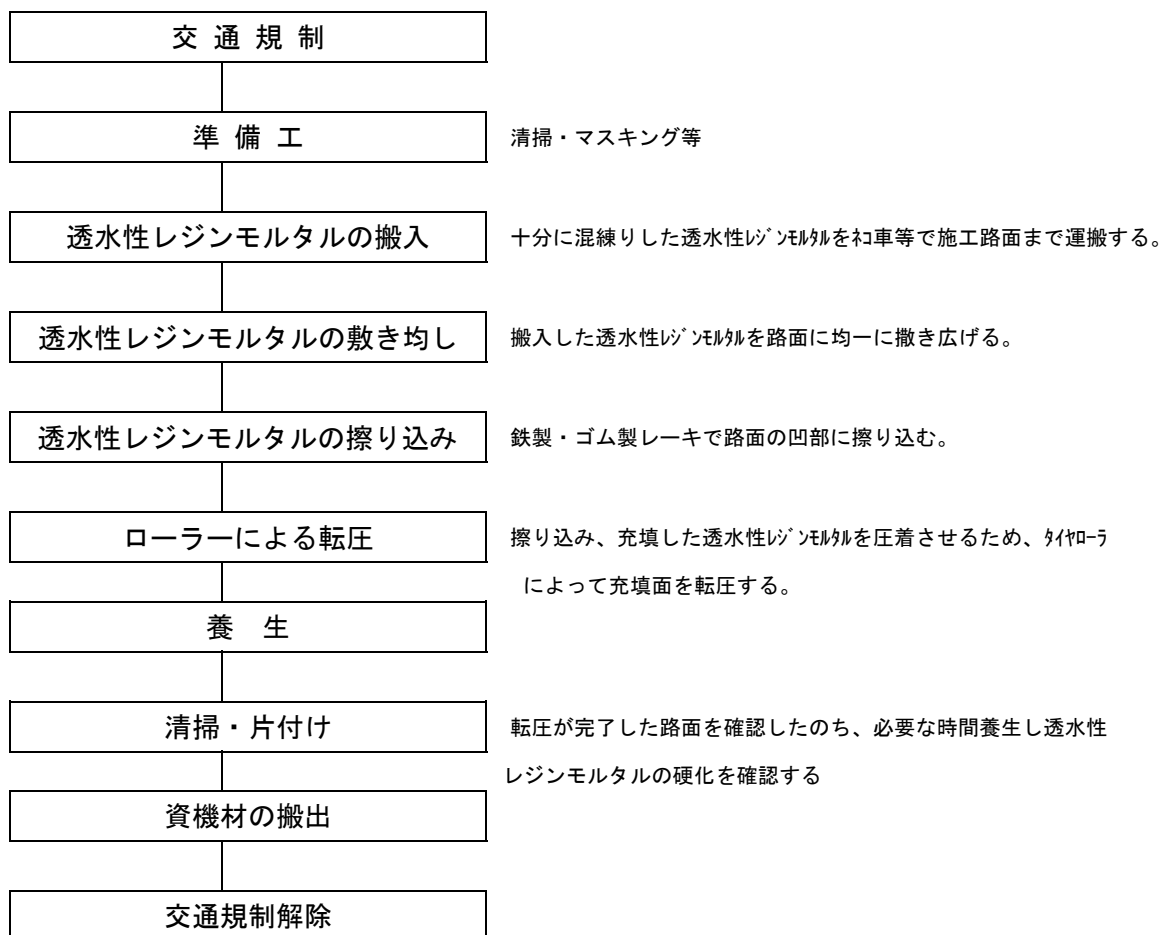 交 通 規 制
準 備 工
清掃・マスキング等
透水性レジンモルタルの搬入
十分に混練りした透水性ﾚｼﾞﾝﾓﾙﾀﾙをﾈｺ車等で施工路面まで運搬する。
透水性レジンモルタルの敷き均し
搬入した透水性ﾚｼﾞﾝﾓﾙﾀﾙを路面に均一に撒き広げる。
透水性レジンモルタルの擦り込み
鉄製・ゴム製レーキで路面の凹部に擦り込む。
ローラーによる転圧
擦り込み、充填した透水性ﾚｼﾞﾝﾓﾙﾀﾙを圧着させるため、ﾀｲﾔﾛｰﾗ
によって充填面を転圧する。
養　生
清掃・片付け
転圧が完了した路面を確認したのち、必要な時間養生し透水性
レジンモルタルの硬化を確認する
資機材の搬出
交通規制解除